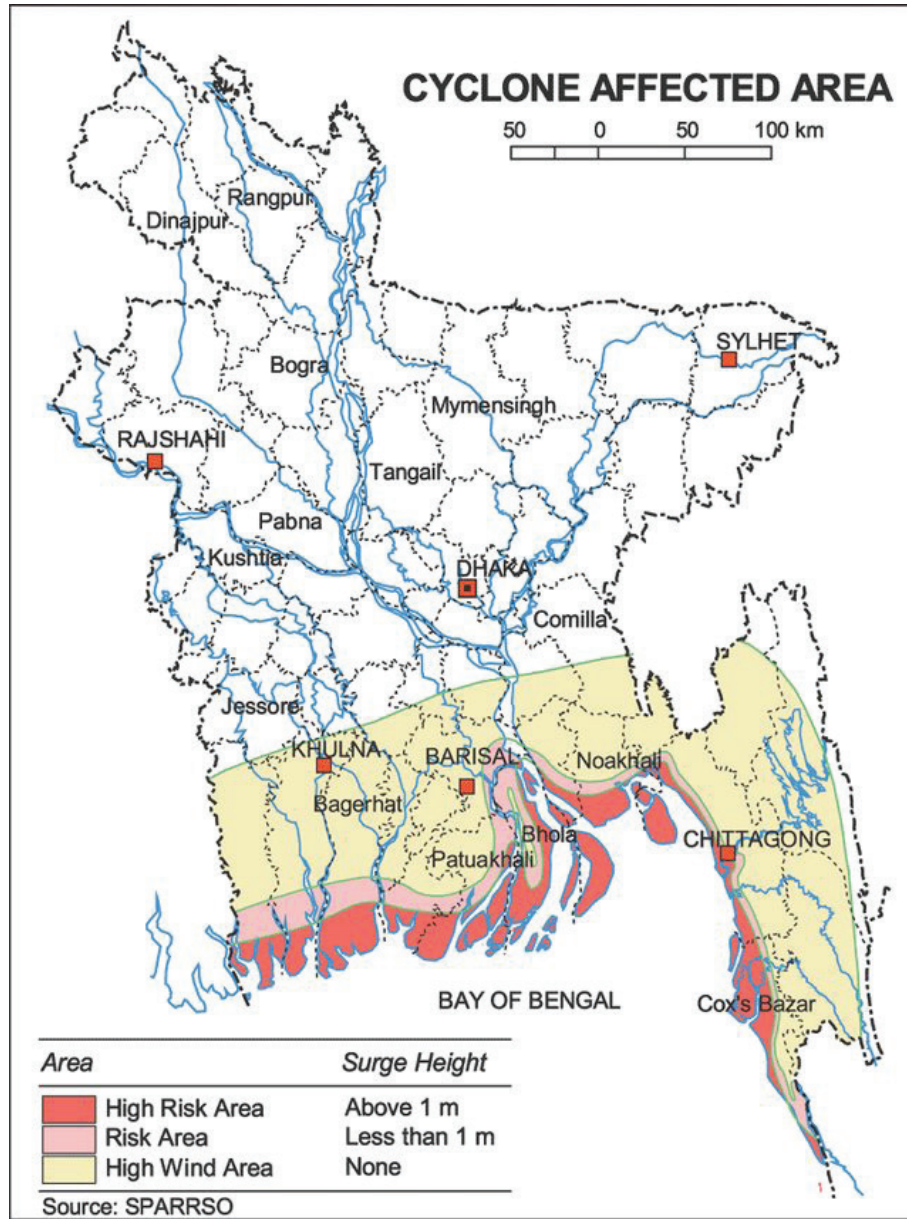 CYCLONE AFFECTED AREA
50 0 50 100 km
Rangpur
Dinajpur
SYLHET
Bogra
Mymensingh
RAJSHAHI
Tangail
Pabna
Kushtia
DHAKA
Comilla
Jessore
KHULNA
BARISAL
Noakhali
Bagerhat
Bhola
CHITTAGONG
Patuakhali
BAY OF BENGAL
Cox's Bazar
Area Surge Height
High Risk Area Above 1 m
Risk Area Less than 1 m
High Wind Area None
Source: SPARRSO